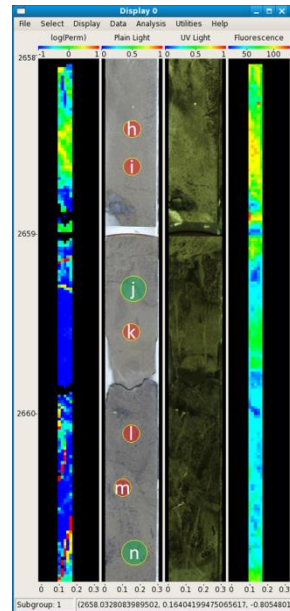 Display 0
File Select Display Data Analysis Utilities Help
log(Perm) Plain Light UV Light Fluorescence
-1 0 1 0 0.5 1 0 0.5 1 50 100
2658
h
i
2659
j
k
2660
l
m
n
0 0.1 0.2 0.3 0 0.1 0.2 0.3 0 0.1 0.2 0.3 0 0.1 0.2 0.3
Subgroup: 1 (2658.0328083989502, 0.16404199475065617, -0.8054801